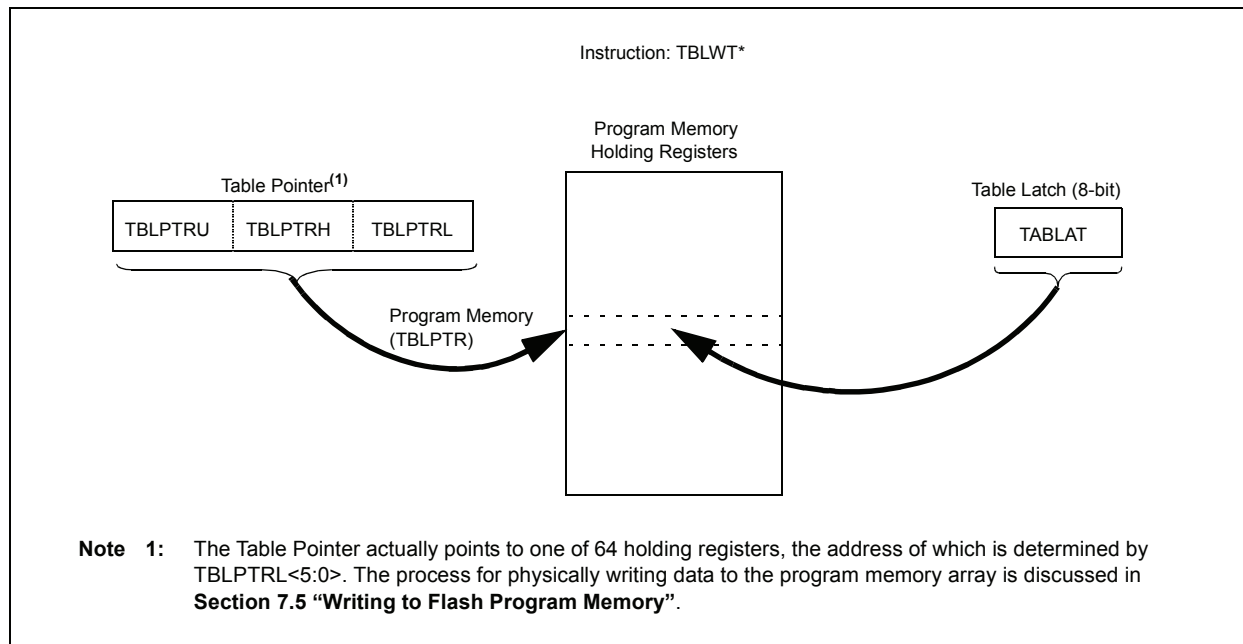 Instruction: TBLWT*
Program Memory
Holding Registers
Table Pointer(1)
Table Latch (8-bit)
TBLPTRU TBLPTRH TBLPTRL
TABLAT
Program Memory
(TBLPTR)
Note 1: The Table Pointer actually points to one of 64 holding registers, the address of which is determined by
TBLPTRL<5:0>. The process for physically writing data to the program memory array is discussed in
Section 7.5 “Writing to Flash Program Memory”.